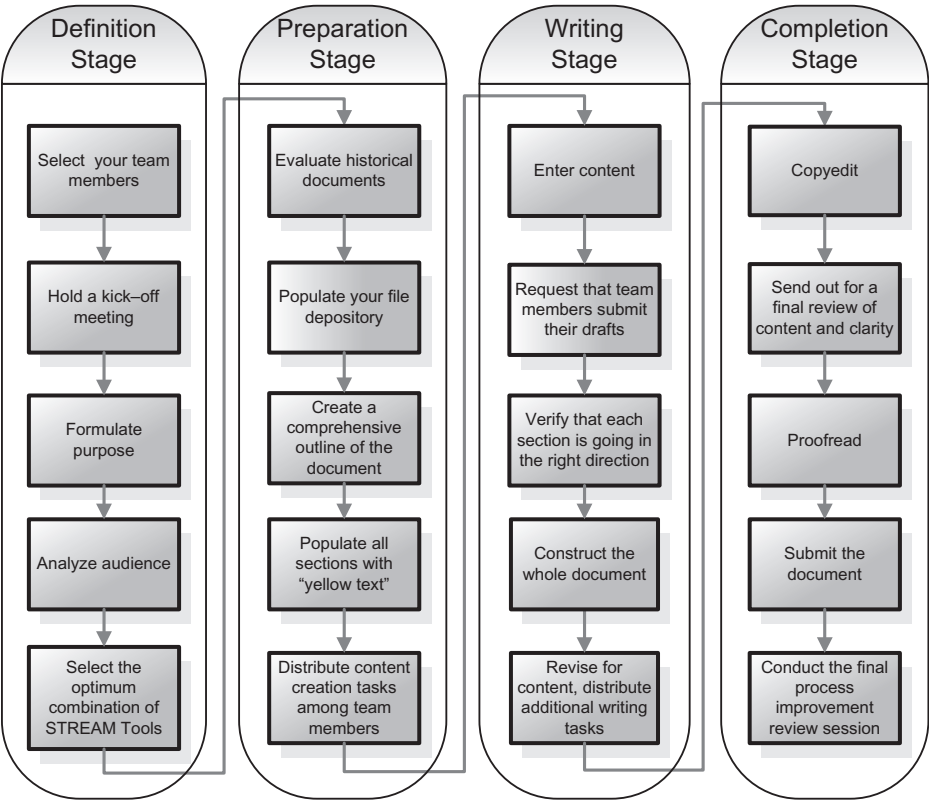 Definition
Stage
Select your team
members
Hold a kick–off
meeting
Formulate
purpose
Analyze audience
Select the
optimum
combination of
STREAM Tools
Preparation
Stage
Evaluate historical
documents
Populate your file
depository
Create a
comprehensive
outline of the
document
Populate all
sections with
“yellow text”
Distribute content
creation tasks
among team
members
Writing
Stage
Enter content
Request that team
members submit
their drafts
Verify that each
section is going in
the right direction
Construct the
whole document
Revise for
content, distribute
additional writing
tasks
Completion
Stage
Copyedit
Send out for a
final review of
content and clarity
Proofread
Submit the
document
Conduct the final
process
improvement
review session